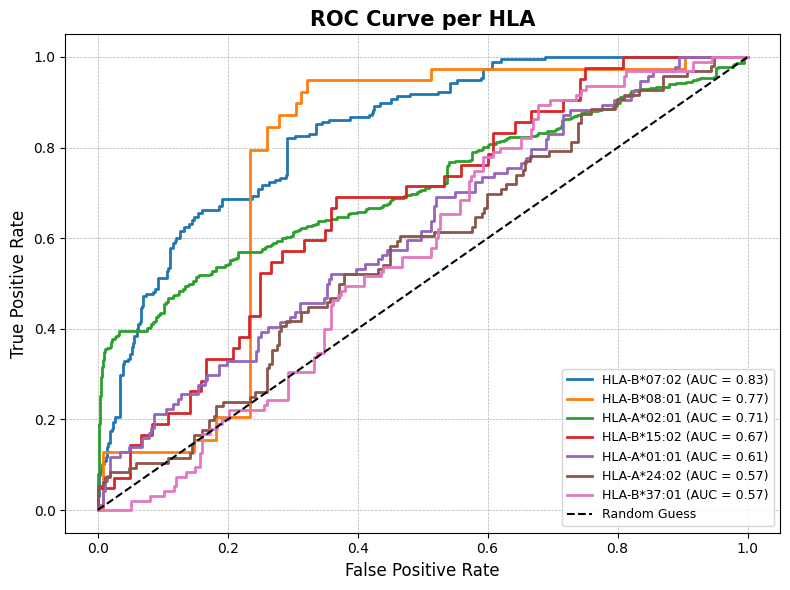 ROC Curve per HLA
True Positive Rate
1.0
0.8
0.6
0.4
0.2
0.0
HLA-B*07:02 (AUC = 0.83)
HLA-B*08:01 (AUC = 0.77)
HLA-A*02:01 (AUC = 0.71)
HLA-B*15:02 (AUC = 0.67)
HLA-A*01:01 (AUC = 0.61)
HLA-A*24:02 (AUC = 0.57)
HLA-B*37:01 (AUC = 0.57)
Random Guess
0.0 0.2 0.4 0.6 0.8 1.0
False Positive Rate